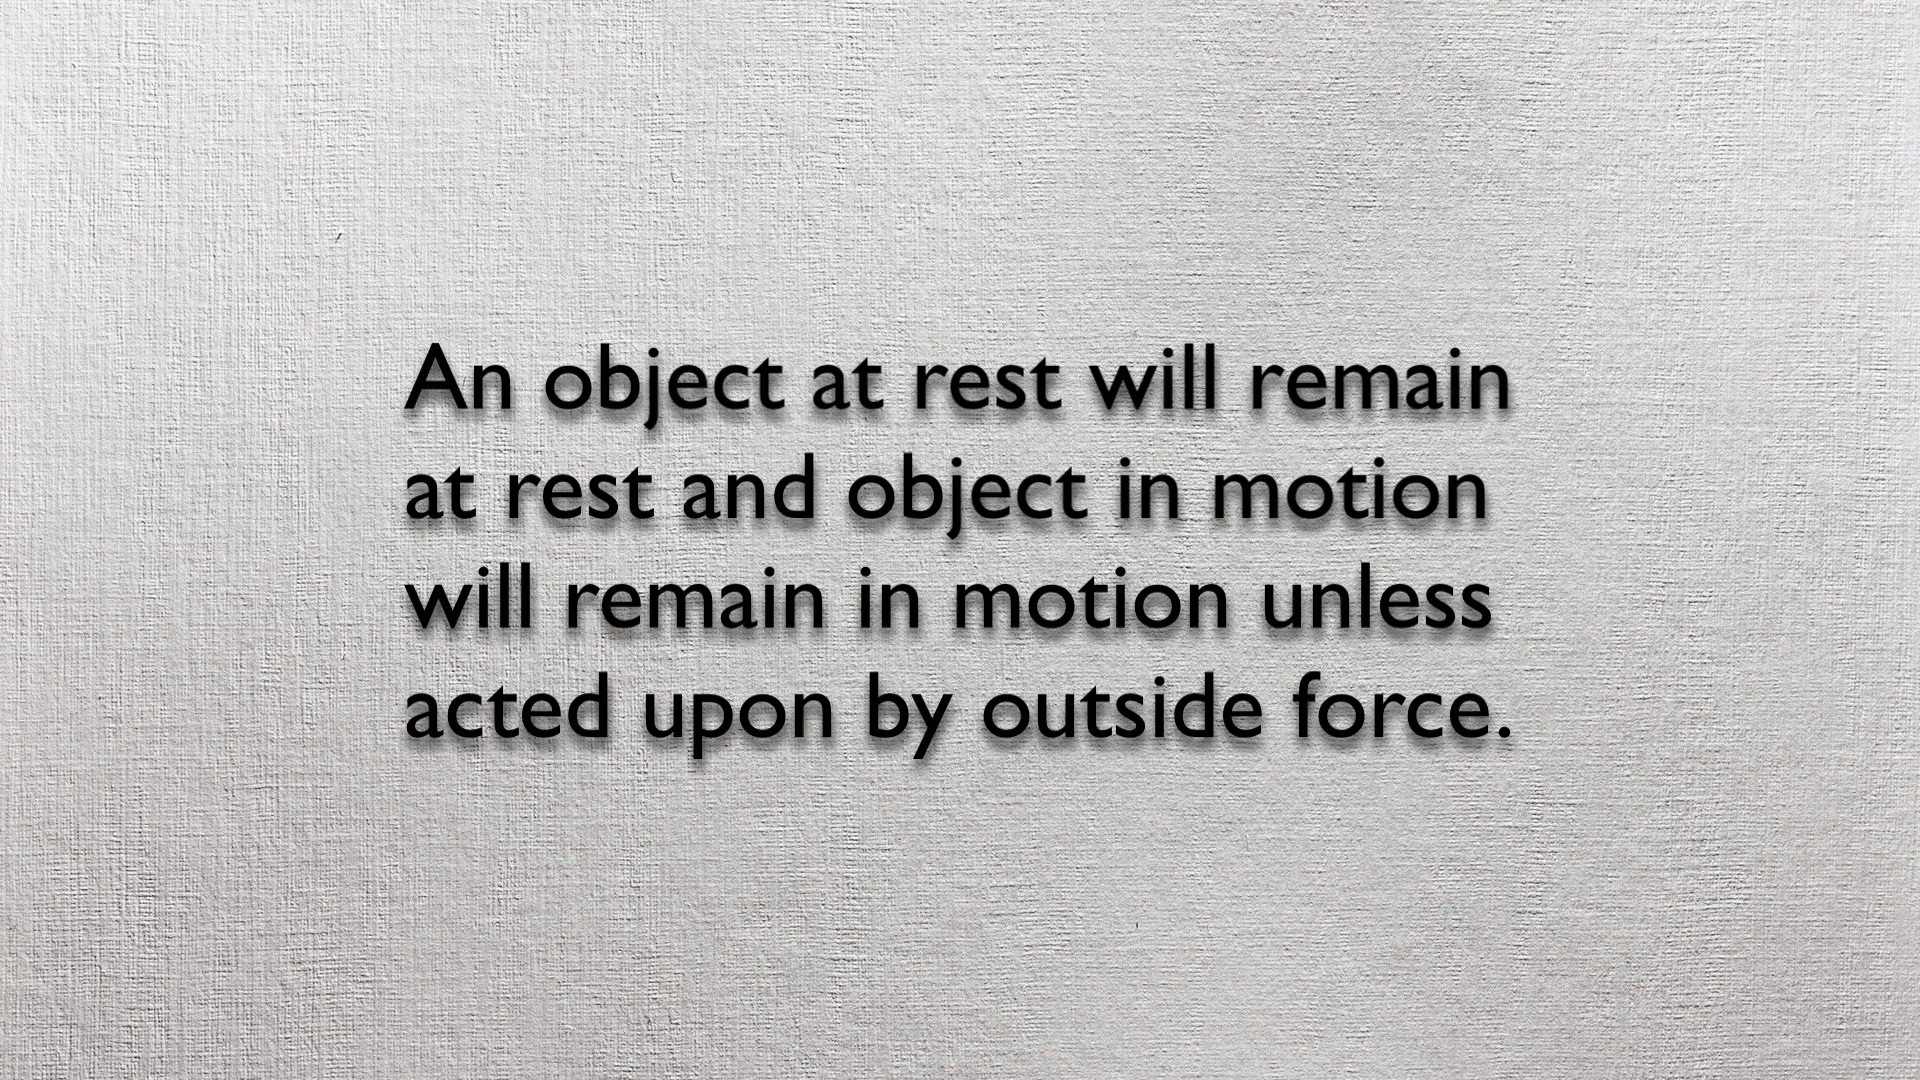 An object at rest will remain
at rest and object in motion
will remain in motion unless
acted upon by outside force.